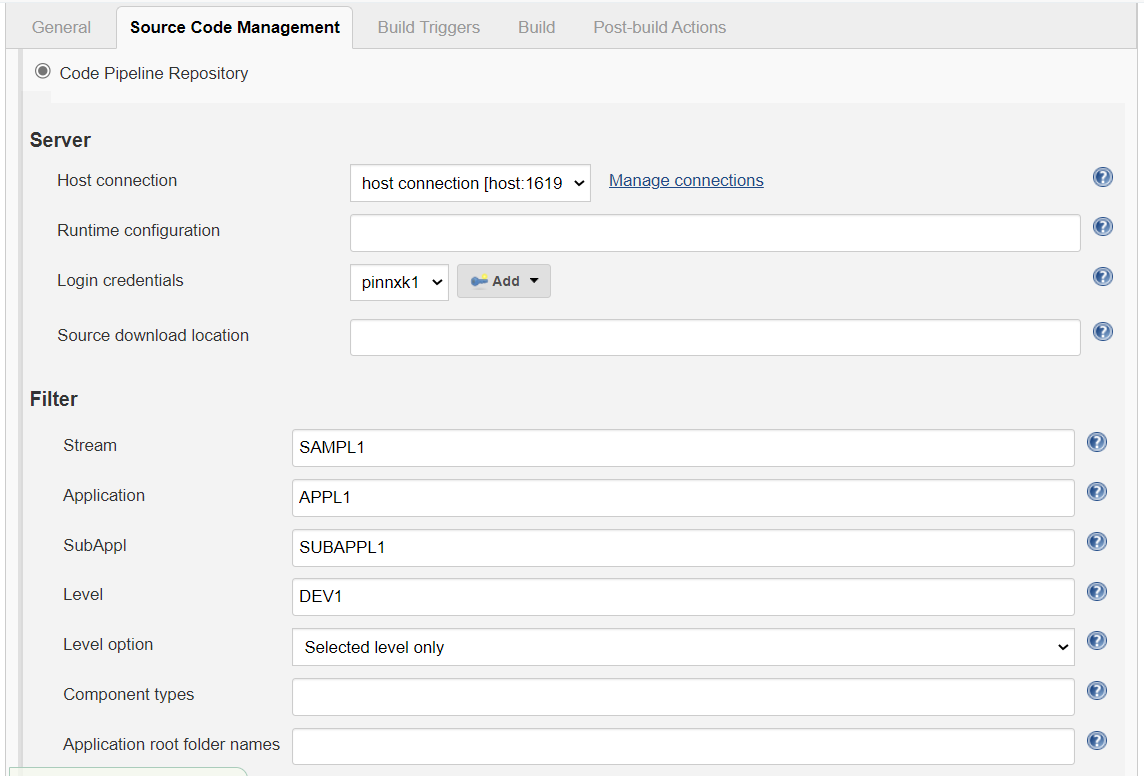 General Source Code Management Build Triggers Build Post-build Actions
Code Pipeline Repository
Server
Host connection host connection [host:1619 Manage connections ?
Runtime configuration ?
Login credentials pinnxk1 Add ?
Source download location ?
Filter
Stream SAMPL1 ?
Application APPL1 ?
SubAppl SUBAPPL1 ?
Level DEV1 ?
Level option Selected level only ?
Component types ?
Application root folder names ?